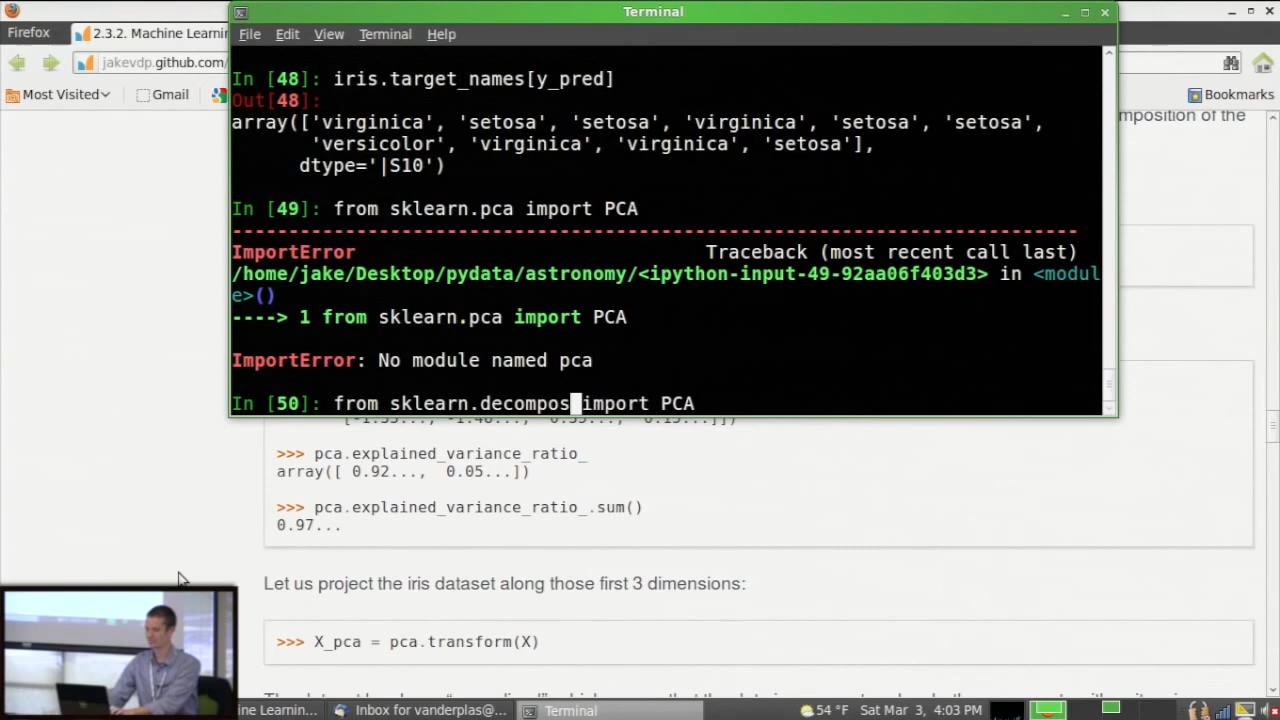 Terminal
Firefox
2.3.2. Machine Learni
File Edit View Terminal Help
jakevdp.github.com/
Most Visited
Gmail
Bookmarks
mposition of the
In [48]: iris.target_names[y_pred]
Out[48]:
array(['virginica', 'setosa', 'setosa', 'virginica', 'setosa', 'setosa',
'versicolor', 'virginica', 'virginica', 'setosa'],
dtype='|S10')
In [49]: from sklearn.pca import PCA
---------------------------------------------------------------------------
ImportError Traceback (most recent call last)
/home/jake/Desktop/pydata/astronomy/<ipython-input-49-92aa06f403d3> in <modul
e>()
----> 1 from sklearn.pca import PCA
ImportError: No module named pca
In [50]: from sklearn.decompos import PCA
>>> pca.explained_variance_ratio_
array([ 0.92..., 0.05...])
>>> pca.explained_variance_ratio_.sum()
0.97...
Let us project the iris dataset along those first 3 dimensions:
>>> X_pca = pca.transform(X)
ine Learning...
Inbox for vanderplas@...
Terminal
54 °F Sat Mar 3, 4:03 PM